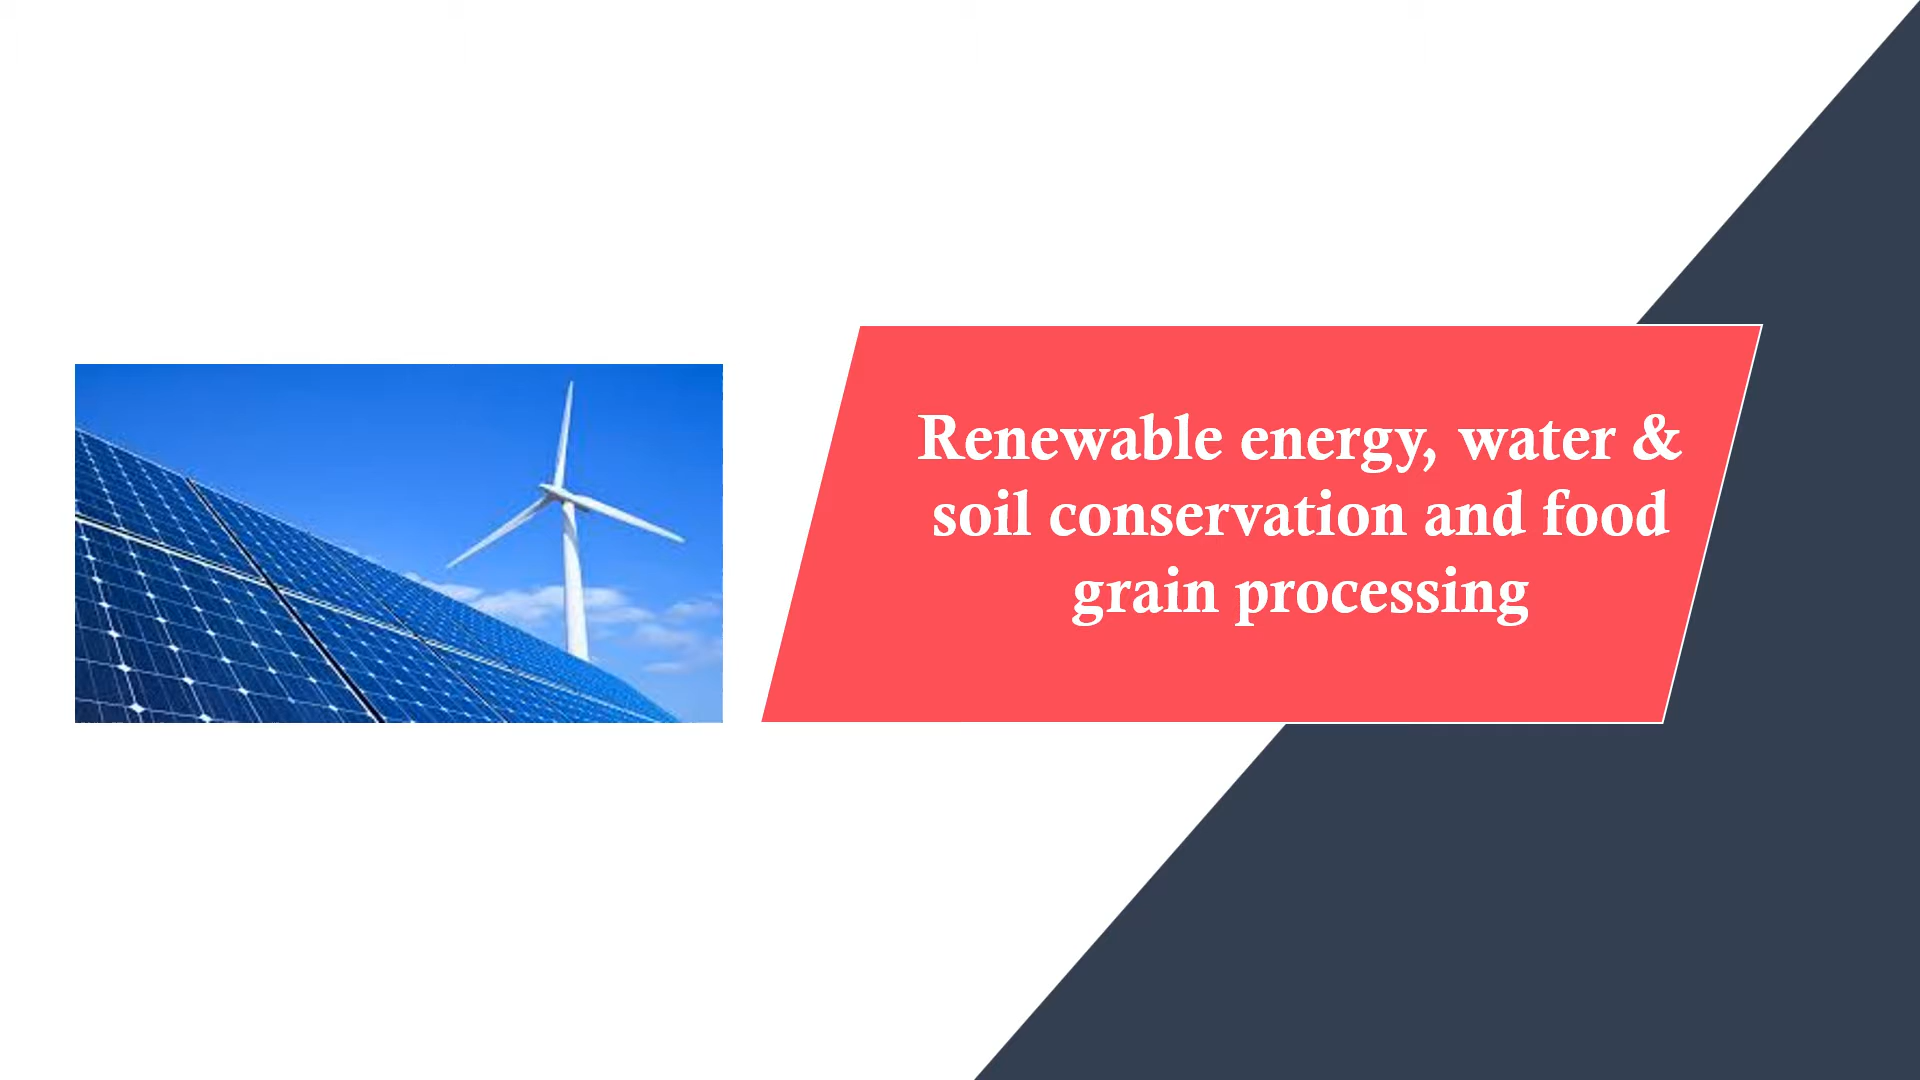 Renewable energy, water &
soil conservation and food
grain processing